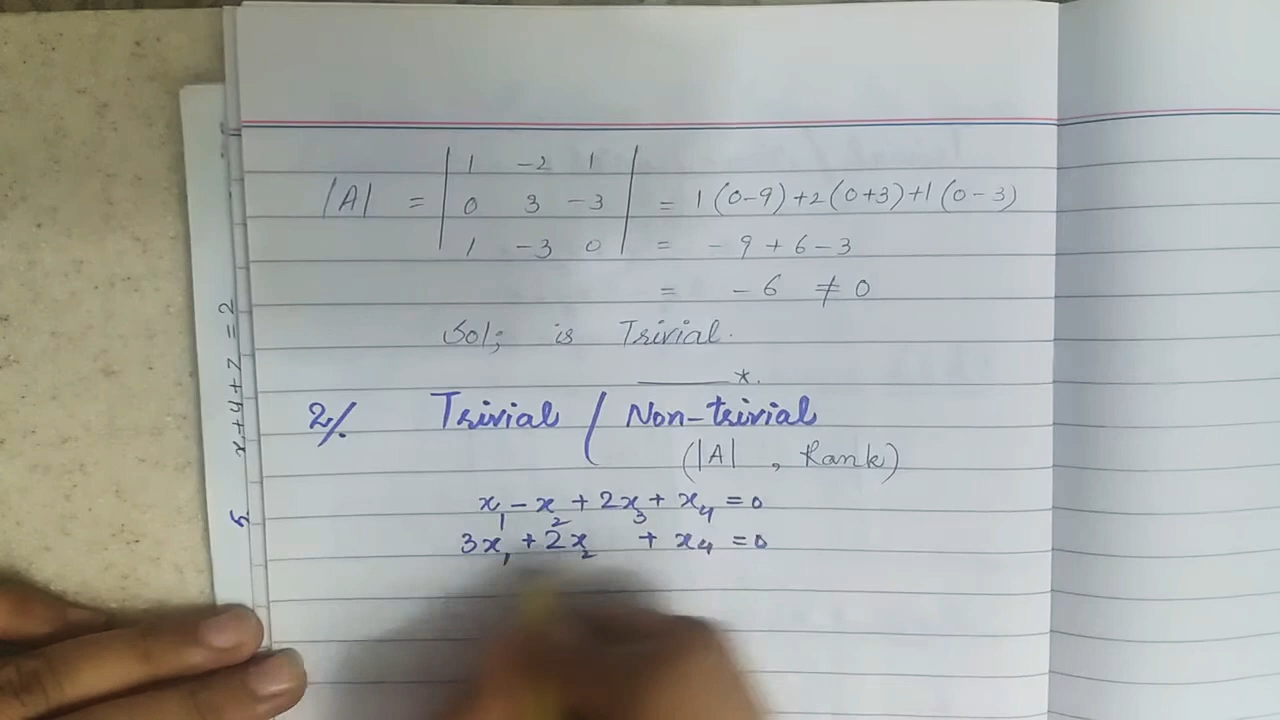 |A| = | 1 -2 1 | = 1(0-9)+2(0+3)+1(0-3)
| 0 3 -3 |
| 1 -3 0 | = -9+6-3
= -6 ≠ 0
Sol; is Trivial.
*.
2/. Trivial / Non-trivial
(|A| , Rank)
x₁ - x₂ + 2x₃ + x₄ = 0
3x₁ + 2x₂ + x₄ = 0
x+y+z = 2
5